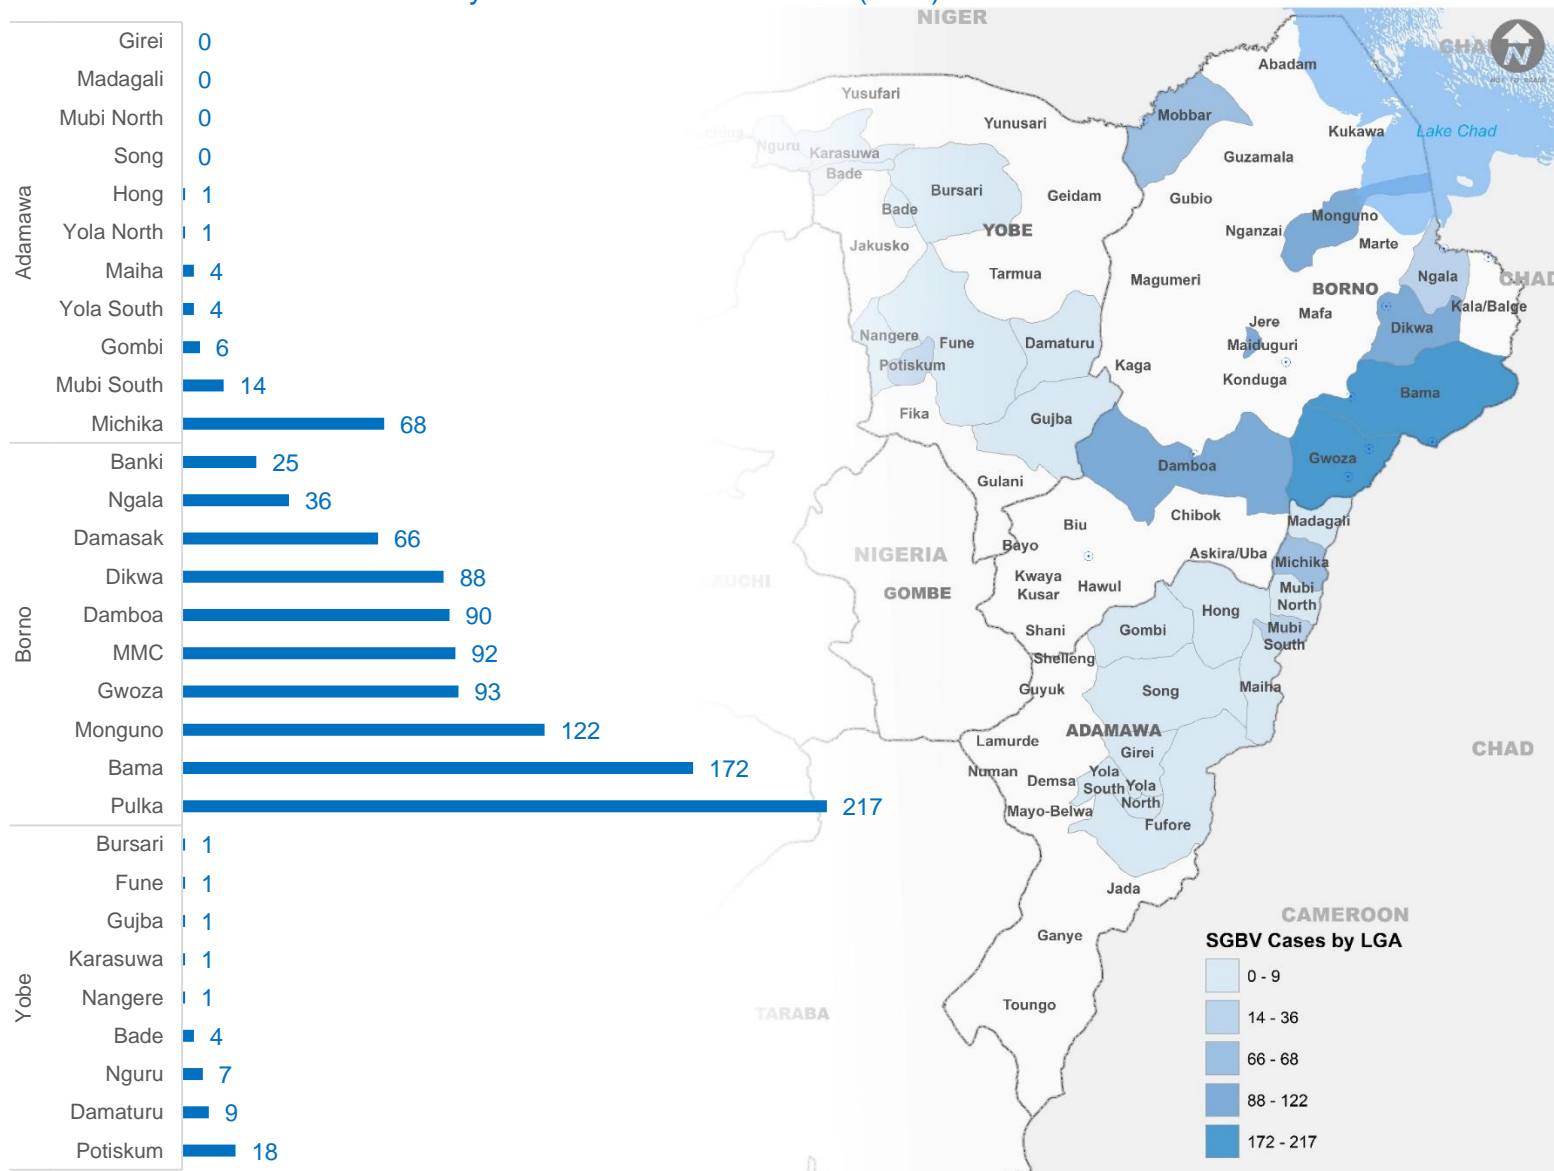 Adamawa
Girei 0
Madagali 0
Mubi North 0
Song 0
Hong 1
Yola North 1
Maiha 4
Yola South 4
Gombi 6
Mubi South 14
Michika 68
Borno
Banki 25
Ngala 36
Damasak 66
Dikwa 88
Damboa 90
MMC 92
Gwoza 93
Monguno 122
Bama 172
Pulka 217
Yobe
Bursari 1
Fune 1
Gujba 1
Karasuwa 1
Nangere 1
Bade 4
Nguru 7
Damaturu 9
Potiskum 18
NIGER
N
Abadam
Yusufari
Mobbar
Yunusari
Kukawa
Lake Chad
Nguru
Karasuwa
Guzamala
Bade
Bursari
Geidam
Gubio
Bade
Monguno
YOBE
Nganzai
Jakusko
Marte
Tarmua
Magumeri
Ngala
CHAD
BORNO
Kala/Balge
Mafa
Jere
Dikwa
Nangere
Fune
Damaturu
Maiduguri
Potiskum
Kaga
Konduga
Bama
Fika
Gujba
Gwoza
Damboa
Gulani
Chibok
Madagali
Biu
Bayo
Askira/Uba
NIGERIA
Michika
Kwaya
Kusar
Hawul
Mubi
North
GOMBE
Hong
Shani
Gombi
Mubi
South
Shelleng
Guyuk
Song
Maiha
ADAMAWA
Lamurde
Girei
CHAD
Numan
Demsa
Yola
South
Yola
North
Mayo-Belwa
Fufore
Jada
CAMEROON
Ganye
Toungo
TARABA
SGBV Cases by LGA
0 - 9
14 - 36
66 - 68
88 - 122
172 - 217